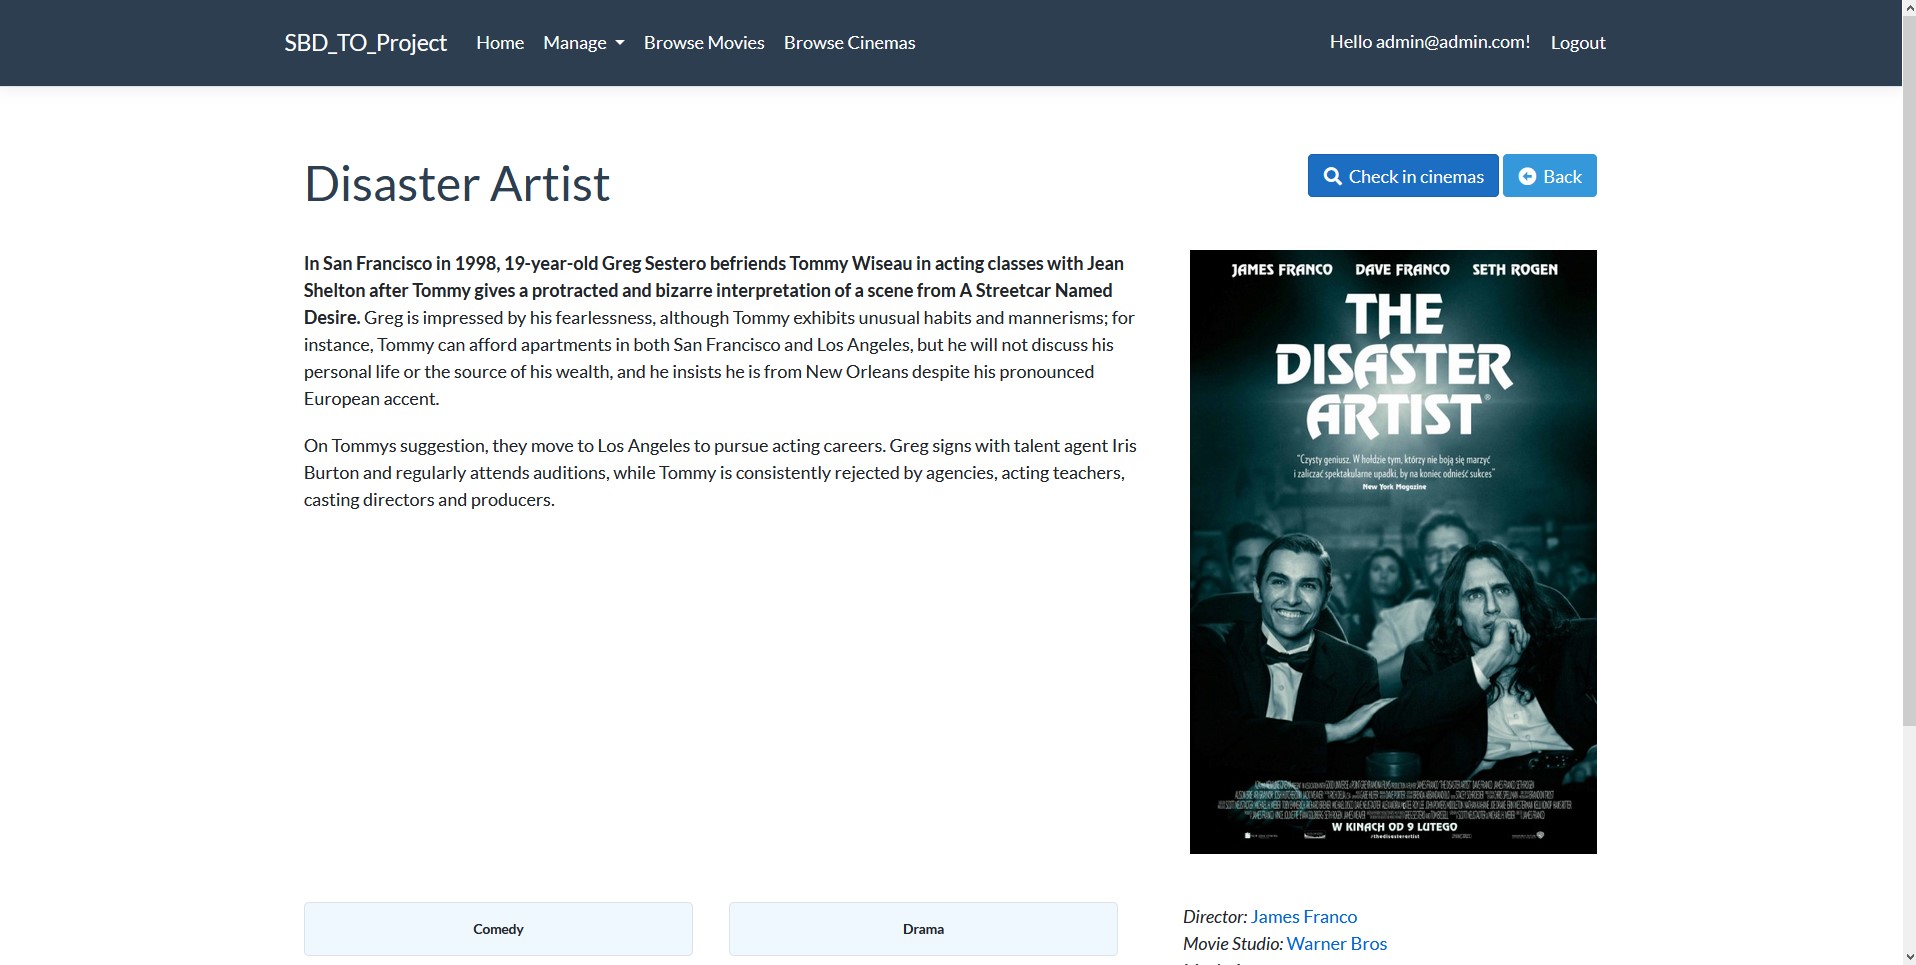 SBD_TO_Project Home Manage Browse Movies Browse Cinemas Hello admin@admin.com! Logout
Disaster Artist
Check in cinemas Back
In San Francisco in 1998, 19-year-old Greg Sestero befriends Tommy Wiseau in acting classes with Jean
Shelton after Tommy gives a protracted and bizarre interpretation of a scene from A Streetcar Named
Desire. Greg is impressed by his fearlessness, although Tommy exhibits unusual habits and mannerisms; for
instance, Tommy can afford apartments in both San Francisco and Los Angeles, but he will not discuss his
personal life or the source of his wealth, and he insists he is from New Orleans despite his pronounced
European accent.
On Tommys suggestion, they move to Los Angeles to pursue acting careers. Greg signs with talent agent Iris
Burton and regularly attends auditions, while Tommy is consistently rejected by agencies, acting teachers,
casting directors and producers.
JAMES FRANCO DAVE FRANCO SETH ROGEN
THE
DISASTER
ARTIST®
"Czysty geniusz. W hołdzie tym, którzy nie boją się marzyć
i zaliczać spektakularne upadki, by na koniec odnieść sukces"
New York Magazine
W KINACH OD 9 LUTEGO
#thedisasterartist
Comedy
Drama
Director: James Franco
Movie Studio: Warner Bros